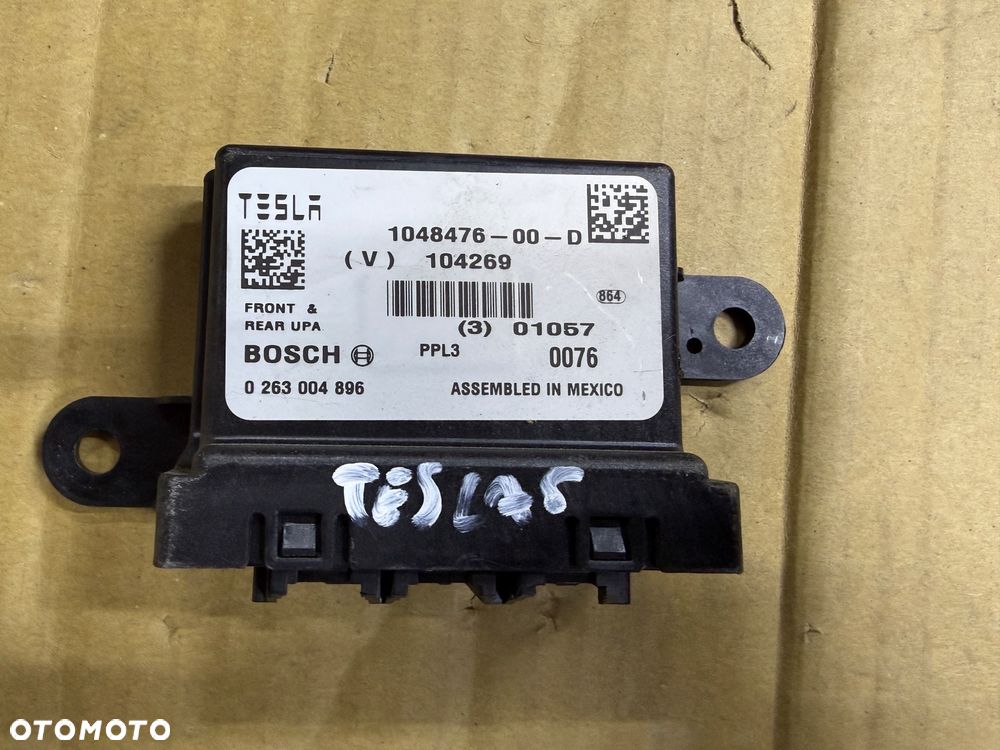 TESLA
1048476-00-D
(V) 104269
FRONT &
REAR UPA
864
(3) 01057
BOSCH
PPL3
0076
0 263 004 896
ASSEMBLED IN MEXICO
TESLA S
OTOMOTO